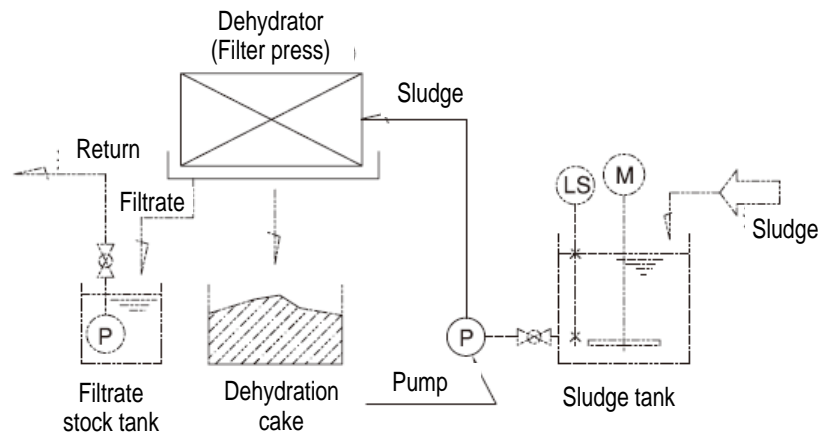 Dehydrator
(Filter press)
Sludge
Return
Filtrate
LS
M
Sludge
P
P
Filtrate
stock tank
Dehydration
cake
Pump
Sludge tank